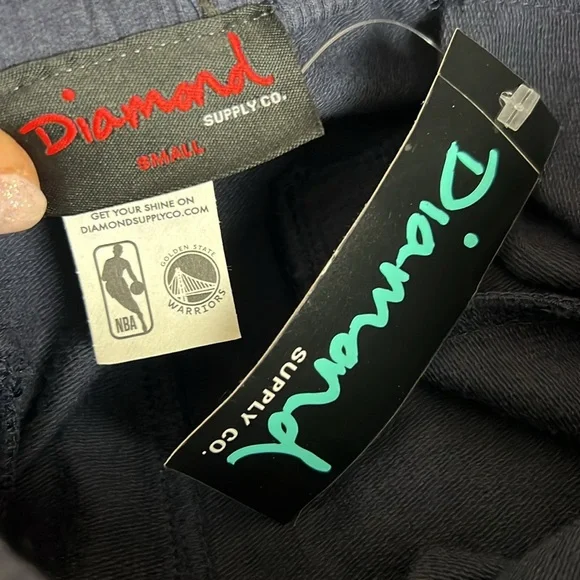 Diamond
SUPPLY CO.
SMALL
GET YOUR SHINE ON
DIAMONDSUPPLYCO.COM
NBA
GOLDEN STATE
WARRIORS
Diamond
SUPPLY CO.